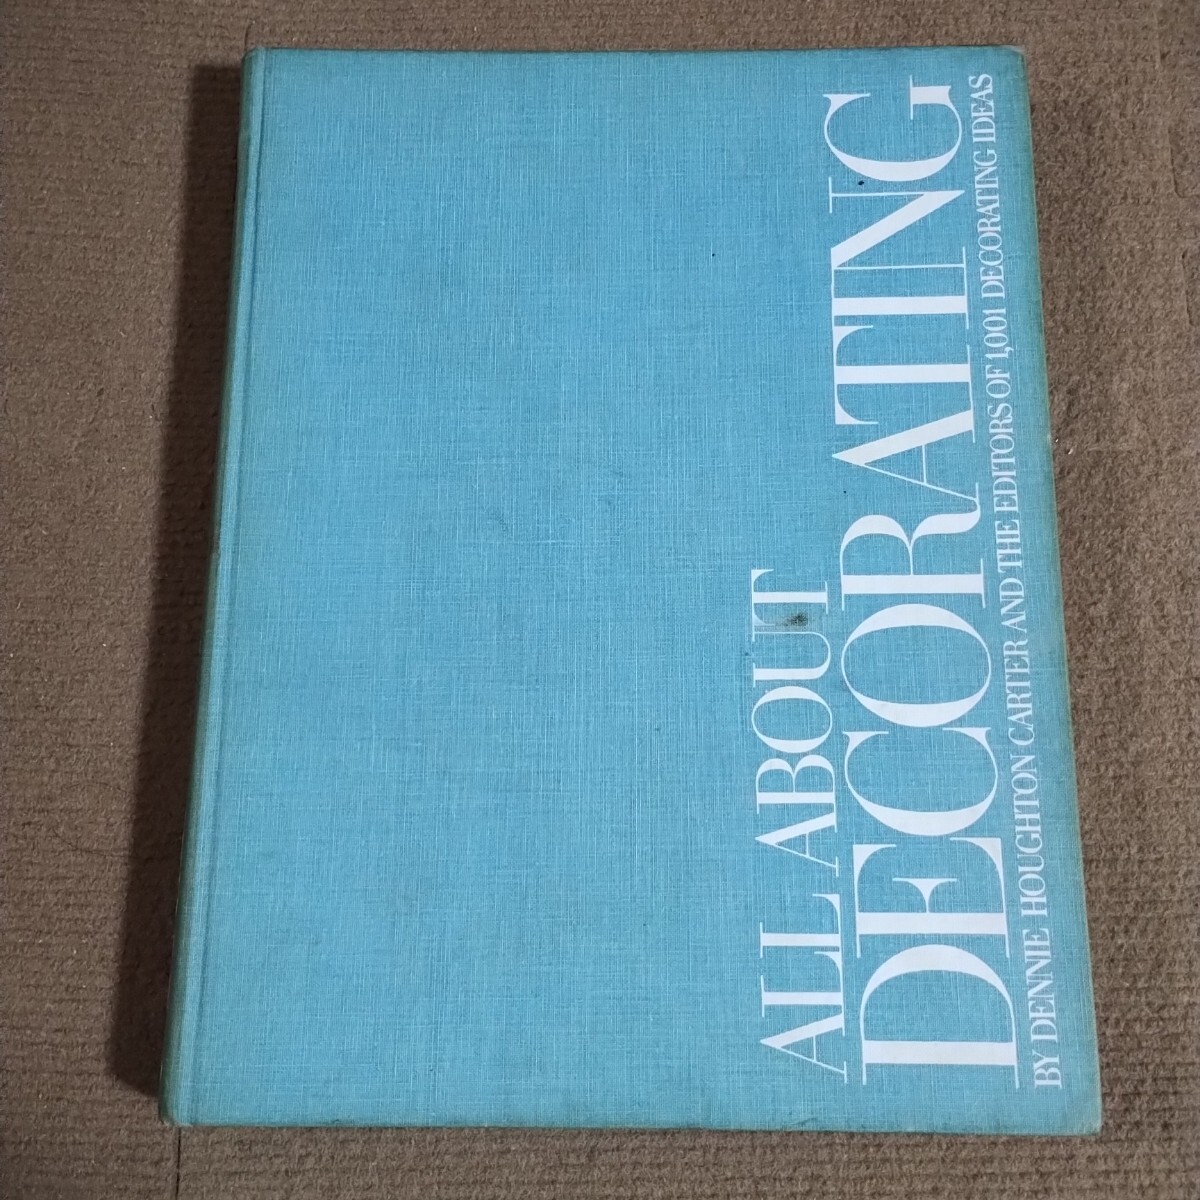 ALL ABOUT
DECORATING
BY DENNIE HOUGHTON CARTER AND THE EDITORS OF 1,001 DECORATING IDEAS